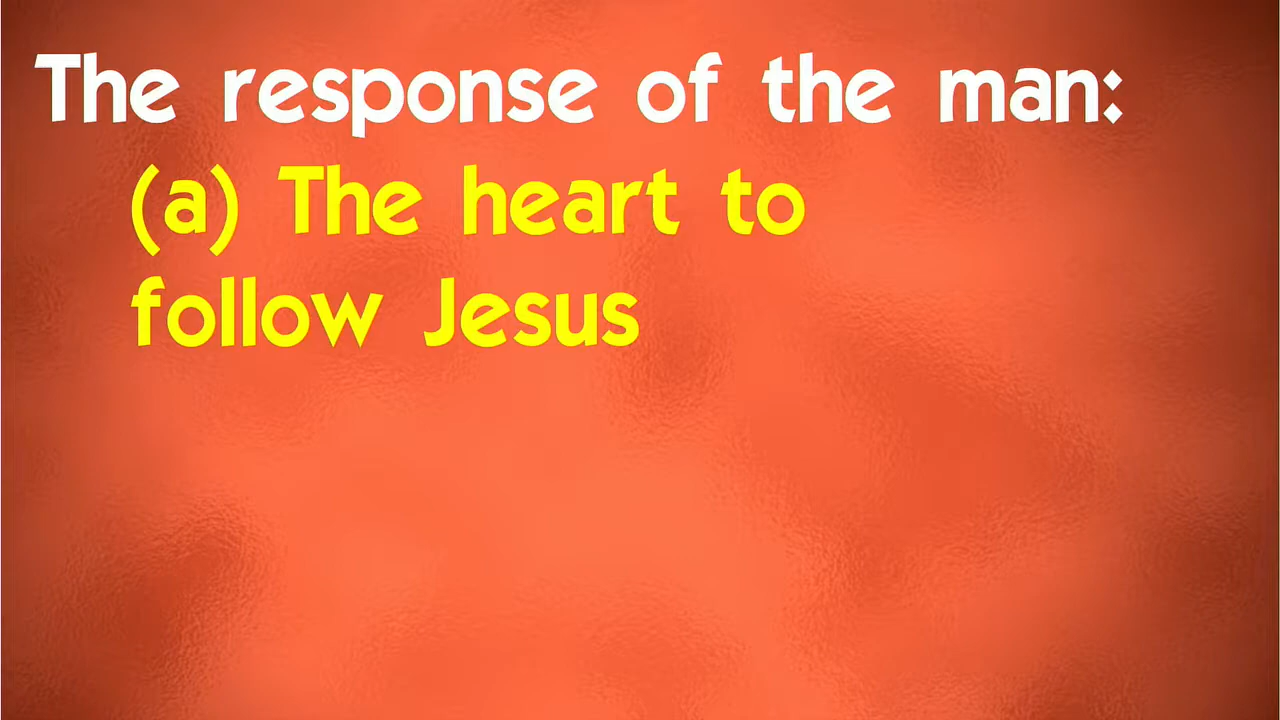 The response of the man:
(a) The heart to
follow Jesus